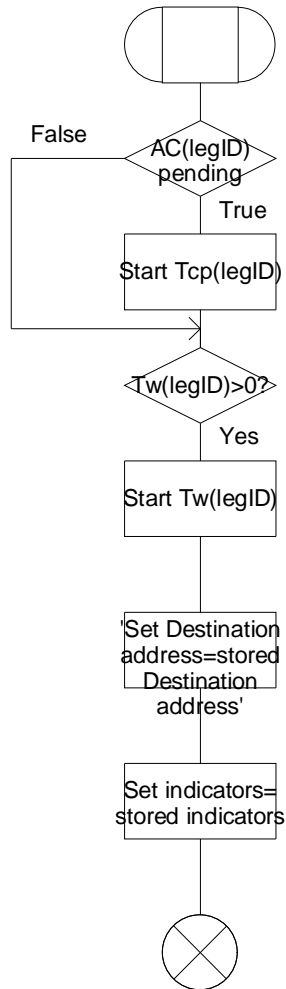 False
AC(legID)
pending
True
Start Tcp(legID)
Tw(legID)>0?
Yes
Start Tw(legID)
'Set Destination
address=stored
Destination
address'
Set indicators=
stored indicators